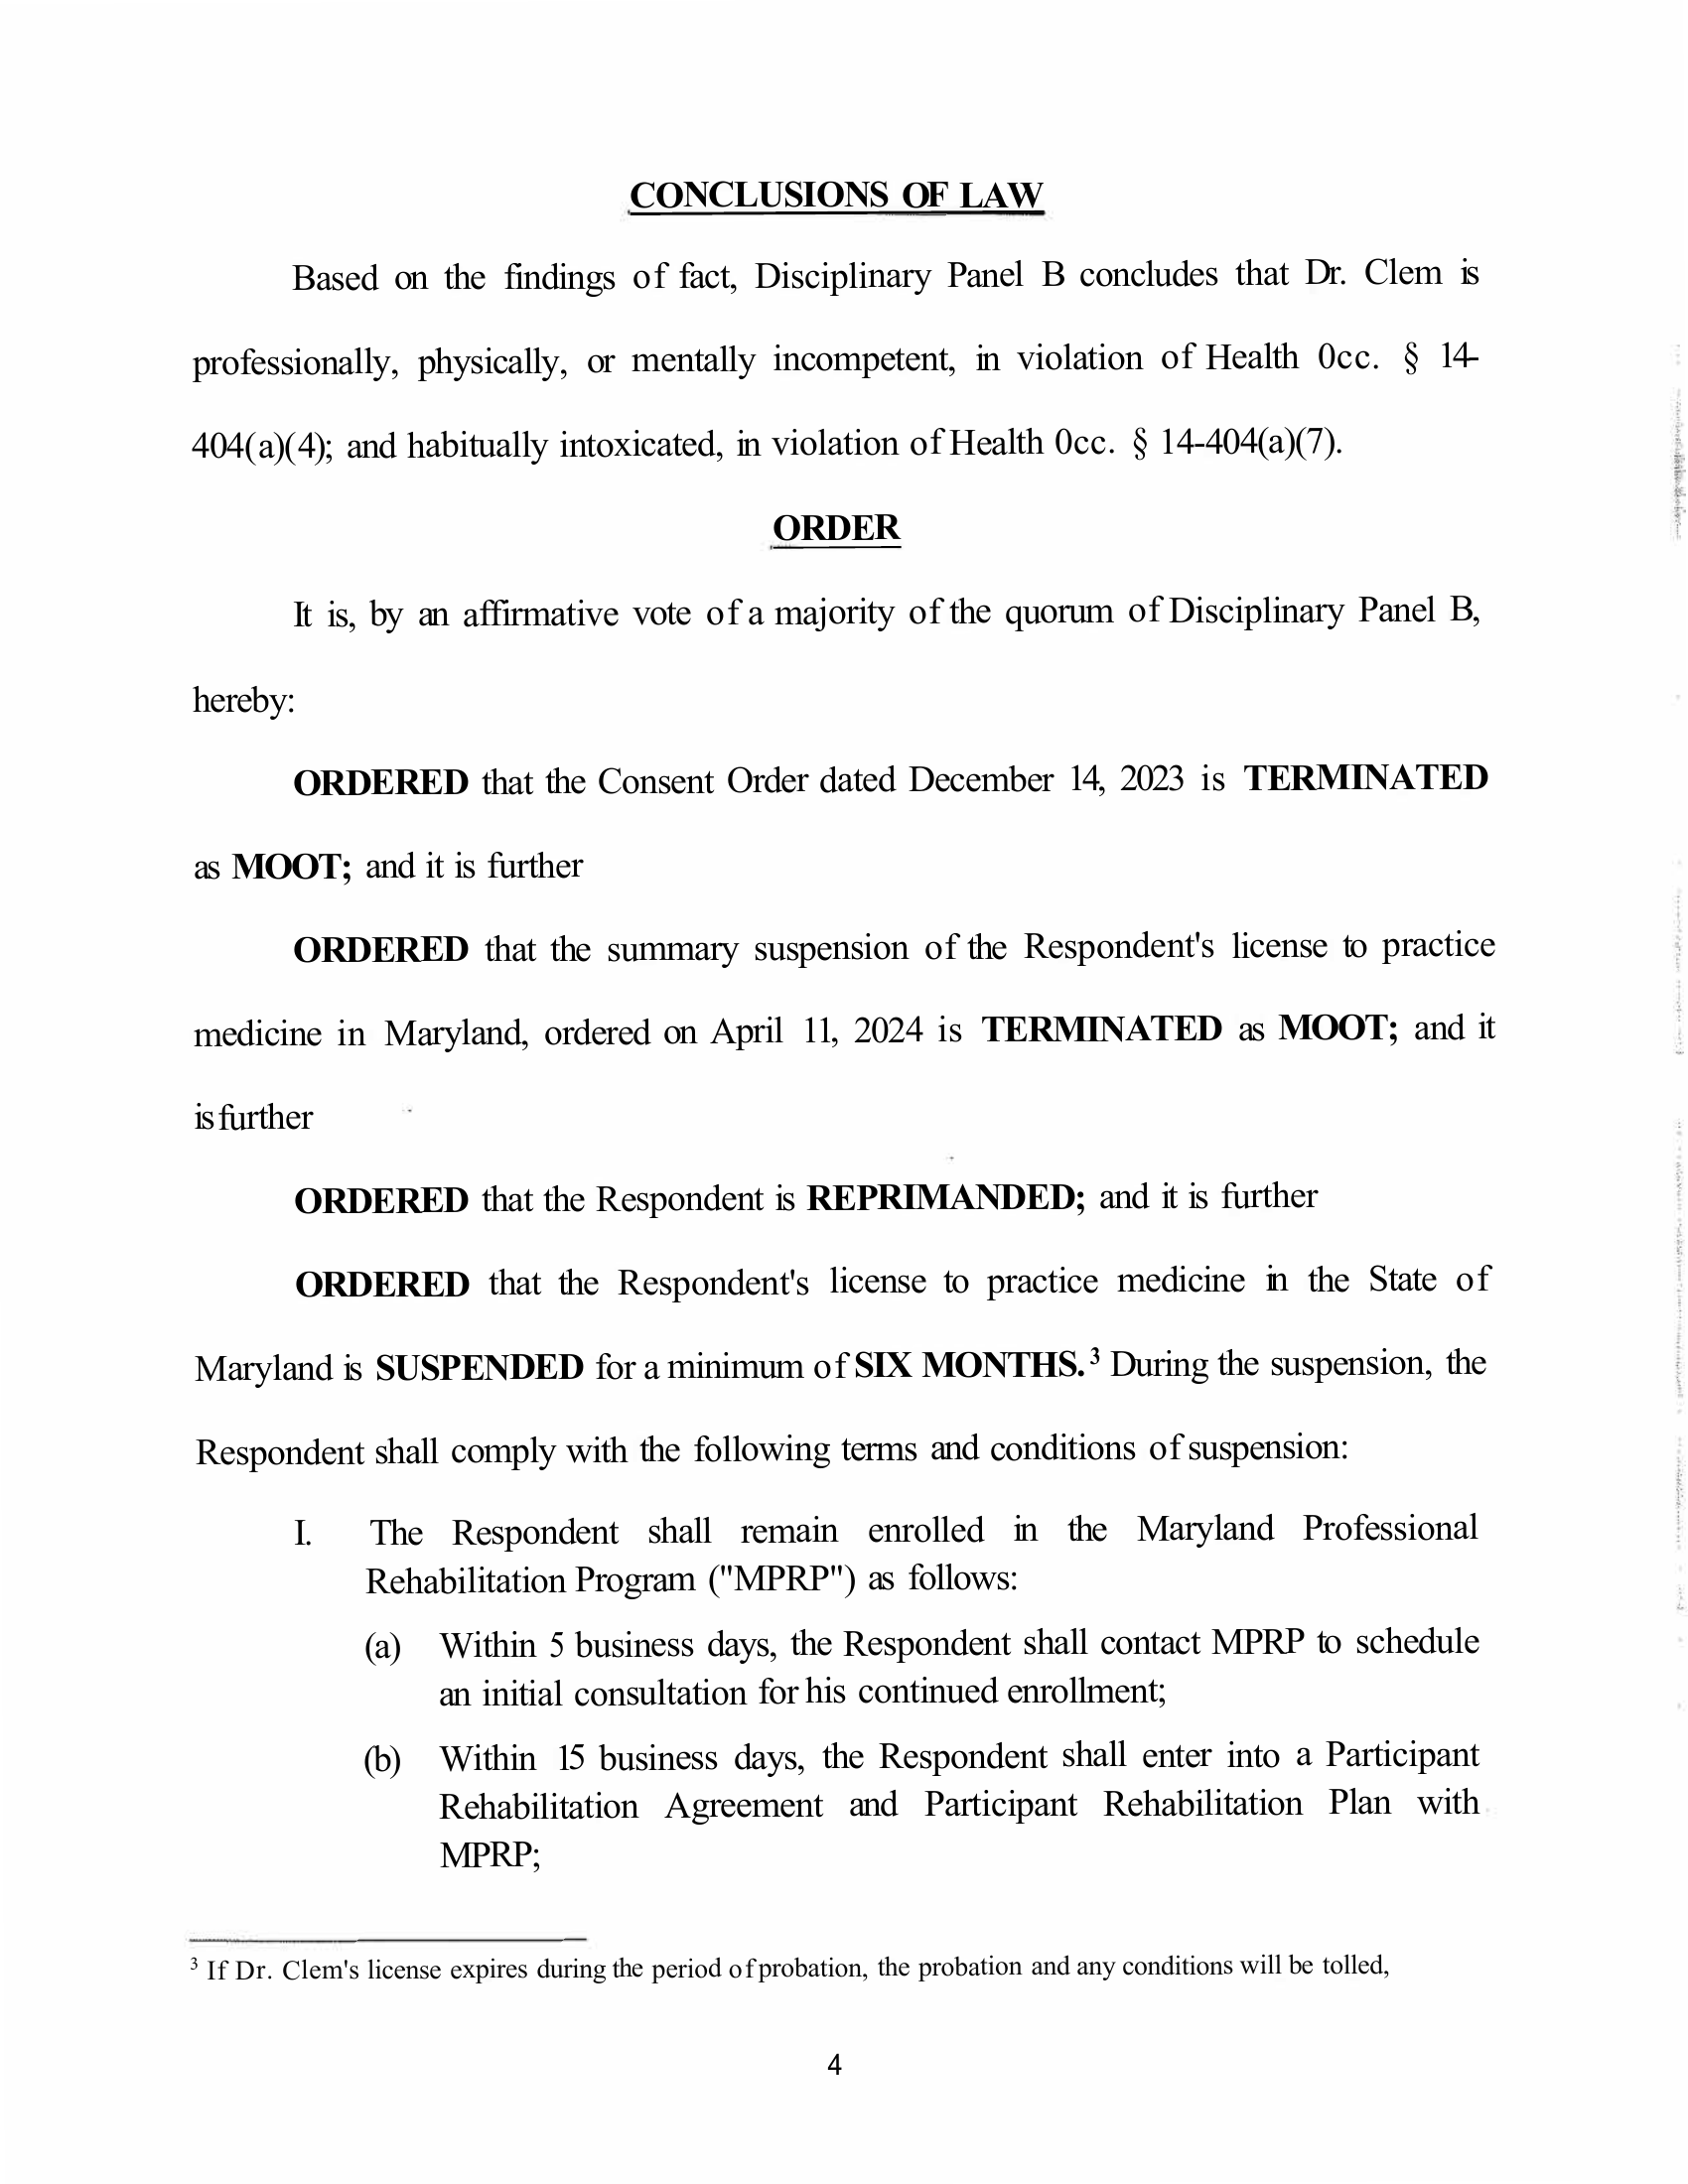 CONCLUSIONS OF LAW
Based on the findings of fact, Disciplinary Panel B concludes that Dr. Clem is
professionally, physically, or mentally incompetent, in violation of Health 0cc. § 14-
404(a)(4); and habitually intoxicated, in violation of Health 0cc. § 14-404(a)(7).
ORDER
It is, by an affirmative vote of a majority of the quorum of Disciplinary Panel B,
hereby:
ORDERED that the Consent Order dated December 14, 2023 is TERMINATED
as MOOT; and it is further
ORDERED that the summary suspension of the Respondent's license to practice
medicine in Maryland, ordered on April 11, 2024 is TERMINATED as MOOT; and it
is further
ORDERED that the Respondent is REPRIMANDED; and it is further
ORDERED that the Respondent's license to practice medicine in the State of
Maryland is SUSPENDED for a minimum of SIX MONTHS.³ During the suspension, the
Respondent shall comply with the following terms and conditions of suspension:
I. The Respondent shall remain enrolled in the Maryland Professional
Rehabilitation Program ("MPRP") as follows:
(a) Within 5 business days, the Respondent shall contact MPRP to schedule
an initial consultation for his continued enrollment;
(b) Within 15 business days, the Respondent shall enter into a Participant
Rehabilitation Agreement and Participant Rehabilitation Plan with
MPRP;
³ If Dr. Clem's license expires during the period of probation, the probation and any conditions will be tolled,
4